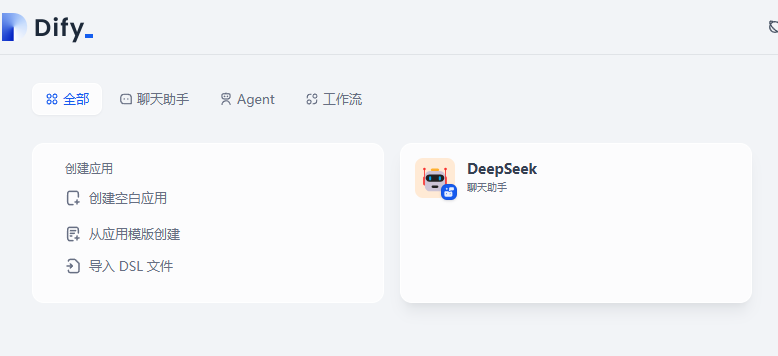 Dify_
全部 聊天助手 Agent 工作流
创建应用
创建空白应用
从应用模版创建
导入 DSL 文件
DeepSeek
聊天助手